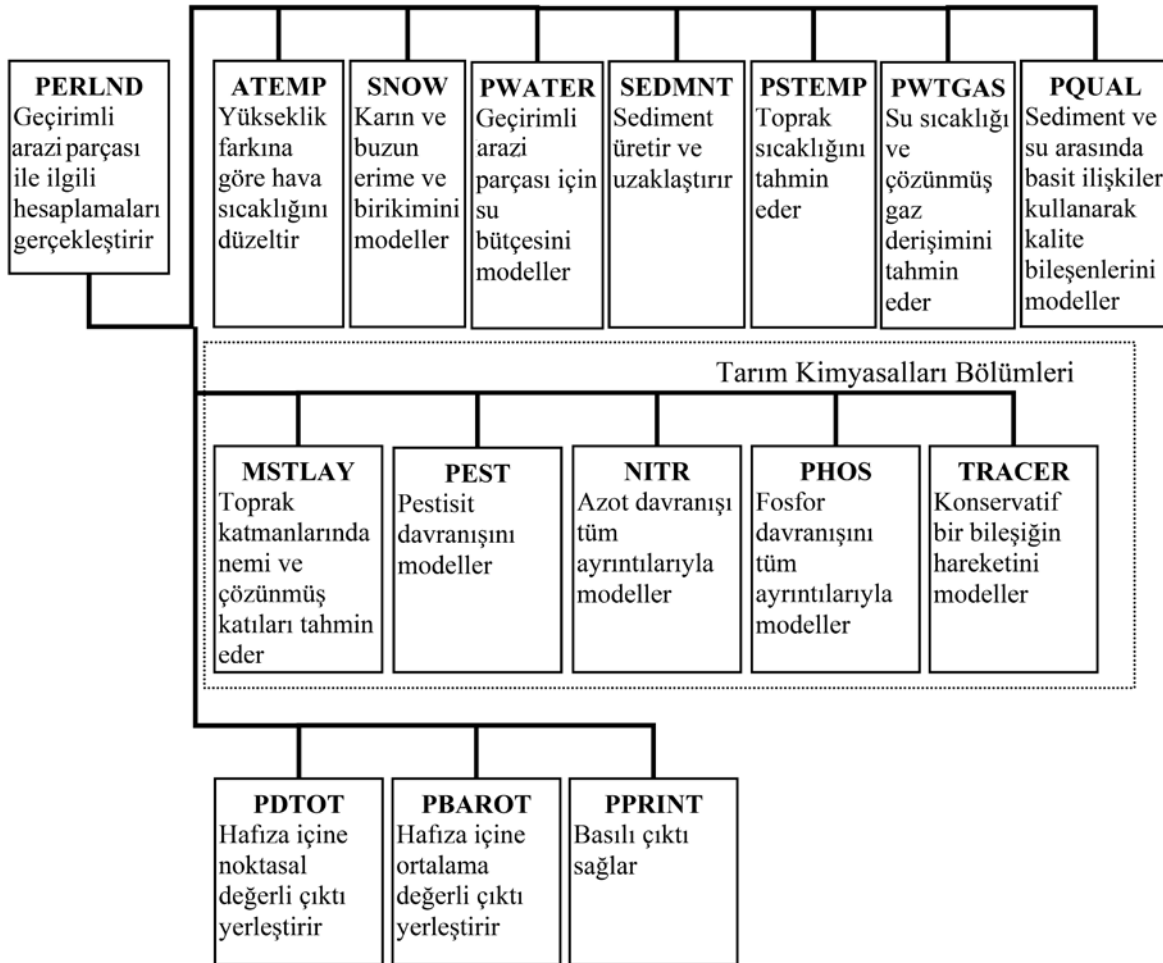 PERLND
Geçirimli
arazi parçası
ile ilgili
hesaplamaları
gerçekleştirir
ATEMP
Yükseklik
farkına
göre hava
sıcaklığını
düzeltir
SNOW
Karın ve
buzun
erime ve
birikimini
modeller
PWATER
Geçirimli
arazi
parçası için
su
bütçesini
modeller
SEDMNT
Sediment
üretir ve
uzaklaştırır
PSTEMP
Toprak
sıcaklığını
tahmin
eder
PWTGAS
Su sıcaklığı
ve
çözünmüş
gaz
derişimini
tahmin
eder
PQUAL
Sediment ve
su arasında
basit ilişkiler
kullanarak
kalite
bileşenlerini
modeller
Tarım Kimyasalları Bölümleri
MSTLAY
Toprak
katmanlarında
nemi ve
çözünmüş
katıları tahmin
eder
PEST
Pestisit
davranışını
modeller
NITR
Azot davranışı
tüm
ayrıntılarıyla
modeller
PHOS
Fosfor
davranışını
tüm
ayrıntılarıyla
modeller
TRACER
Konservatif
bir bileşiğin
hareketini
modeller
PDTOT
Hafıza içine
noktasal
değerli çıktı
yerleştirir
PBAROT
Hafıza içine
ortalama
değerli çıktı
yerleştirir
PPRINT
Basılı çıktı
sağlar